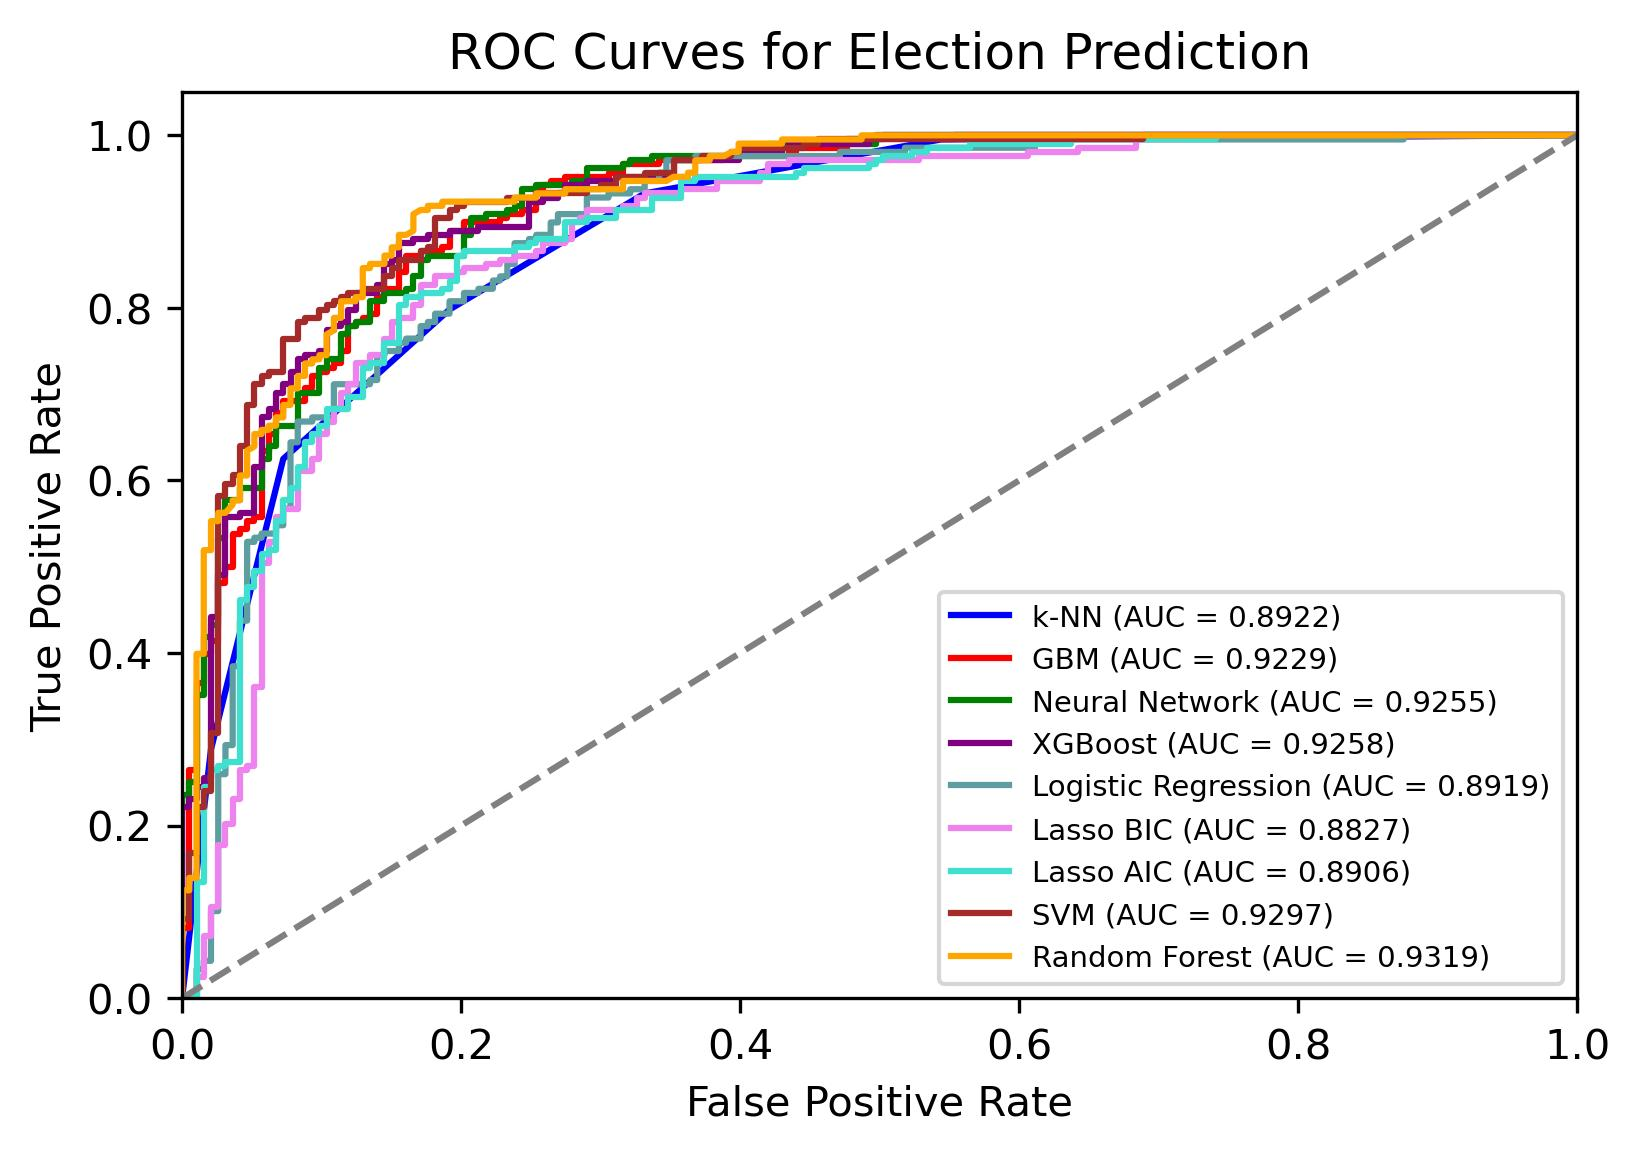 ROC Curves for Election Prediction
True Positive Rate
1.0
0.8
0.6
0.4
0.2
0.0
k-NN (AUC = 0.8922)
GBM (AUC = 0.9229)
Neural Network (AUC = 0.9255)
XGBoost (AUC = 0.9258)
Logistic Regression (AUC = 0.8919)
Lasso BIC (AUC = 0.8827)
Lasso AIC (AUC = 0.8906)
SVM (AUC = 0.9297)
Random Forest (AUC = 0.9319)
0.0 0.2 0.4 0.6 0.8 1.0
False Positive Rate